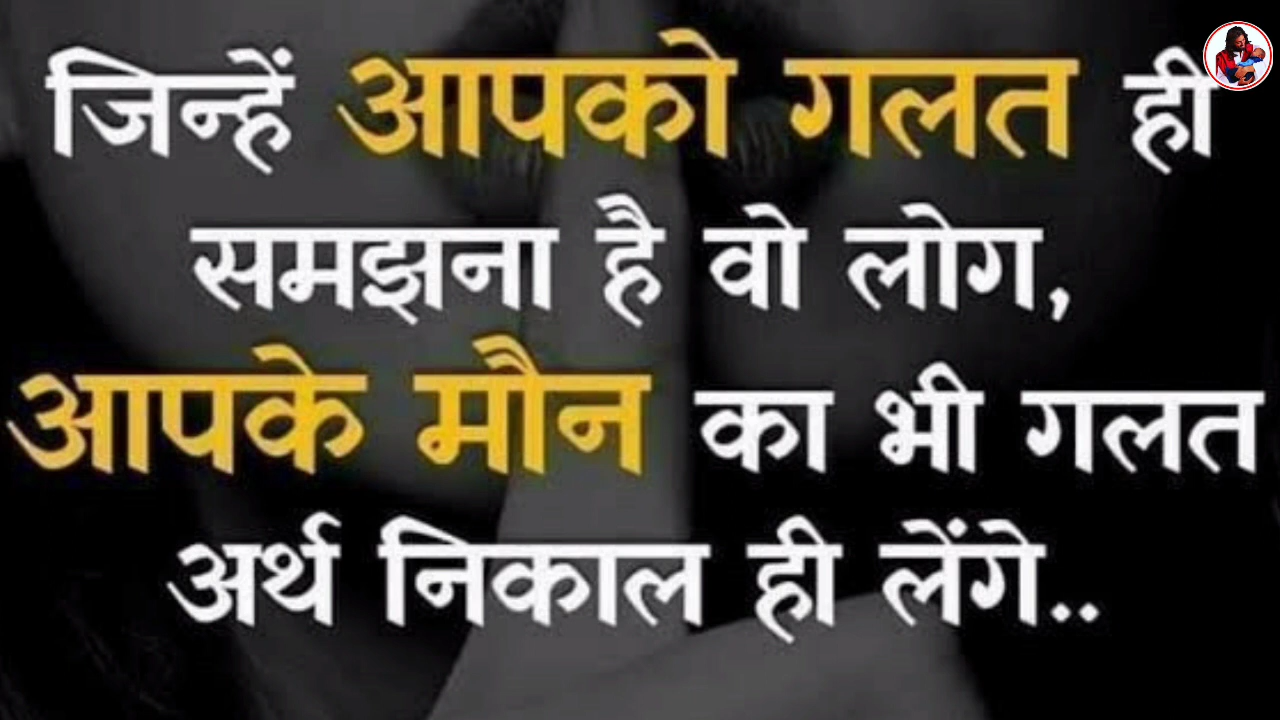 जिन्हें आपको गलत ही
समझना है वो लोग,
आपके मौन का भी गलत
अर्थ निकाल ही लेंगे..